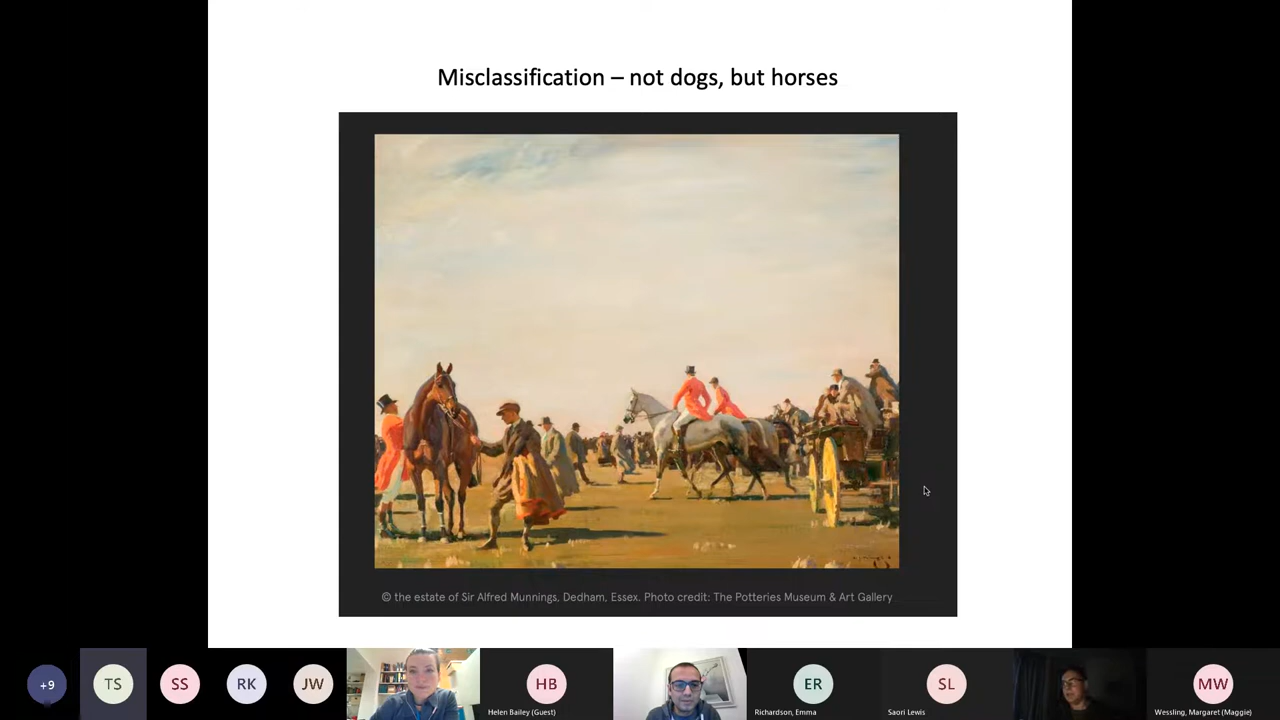 Misclassification – not dogs, but horses
© the estate of Sir Alfred Munnings, Dedham, Essex. Photo credit: The Potteries Museum & Art Gallery
+9
TS
SS
RK
JW
HB
ER
SL
MW
Helen Bailey (Guest)
Richardson, Emma
Saori Lewis
Wessling, Margaret (Maggie)